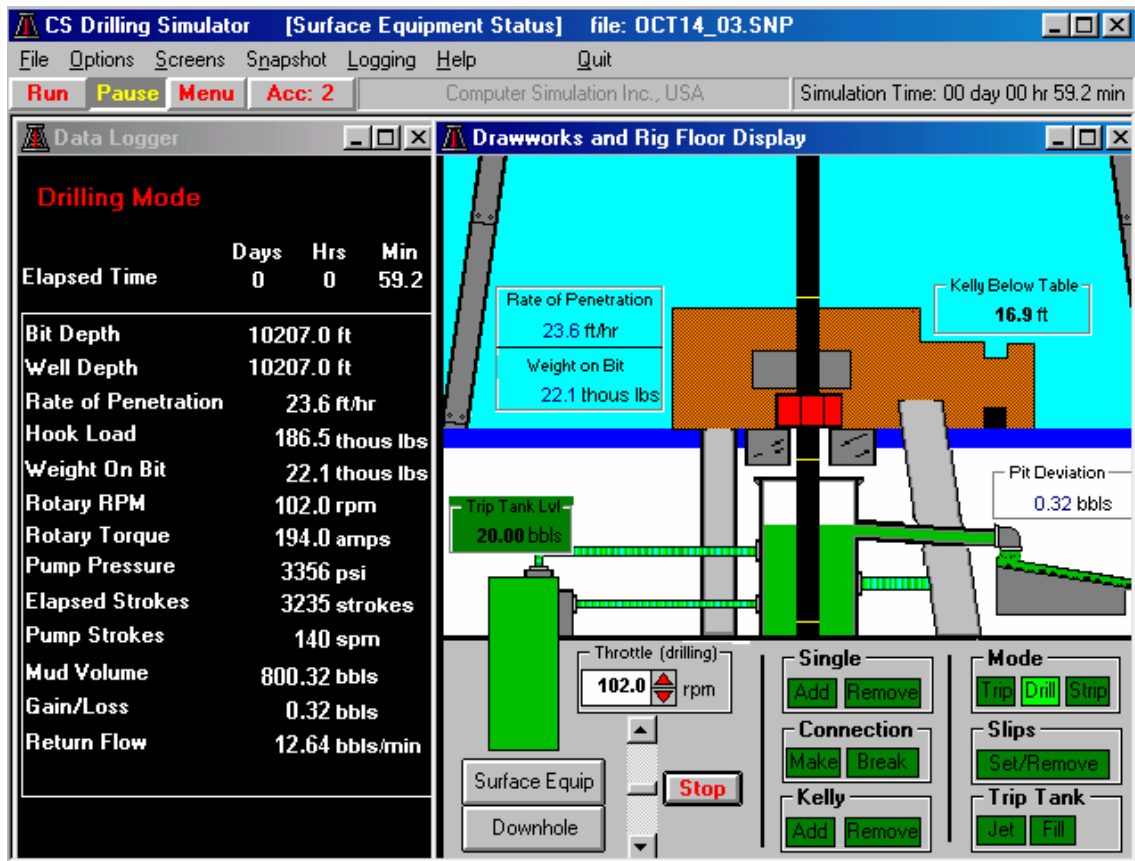 CS Drilling Simulator [Surface Equipment Status] file: OCT14_03.SNP
File Options Screens Snapshot Logging Help Quit
Run Pause Menu Acc: 2 Computer Simulation Inc., USA Simulation Time: 00 day 00 hr 59.2 min
Data Logger
Drilling Mode
Days Hrs Min
Elapsed Time 0 0 59.2
Bit Depth 10207.0 ft
Well Depth 10207.0 ft
Rate of Penetration 23.6 ft/hr
Hook Load 186.5 thous lbs
Weight On Bit 22.1 thous lbs
Rotary RPM 102.0 rpm
Rotary Torque 194.0 amps
Pump Pressure 3356 psi
Elapsed Strokes 3235 strokes
Pump Strokes 140 spm
Mud Volume 800.32 bbls
Gain/Loss 0.32 bbls
Return Flow 12.64 bbls/min
Drawworks and Rig Floor Display
Rate of Penetration
23.6 ft/hr
Weight on Bit
22.1 thous lbs
Kelly Below Table
16.9 ft
Pit Deviation
0.32 bbls
Trip Tank Lvl
20.00 bbls
Throttle (drilling)
102.0 rpm
Surface Equip
Downhole
Stop
Single
Add Remove
Connection
Make Break
Kelly
Add Remove
Mode
Trip Drill Strip
Slips
Set/Remove
Trip Tank
Jet Fill